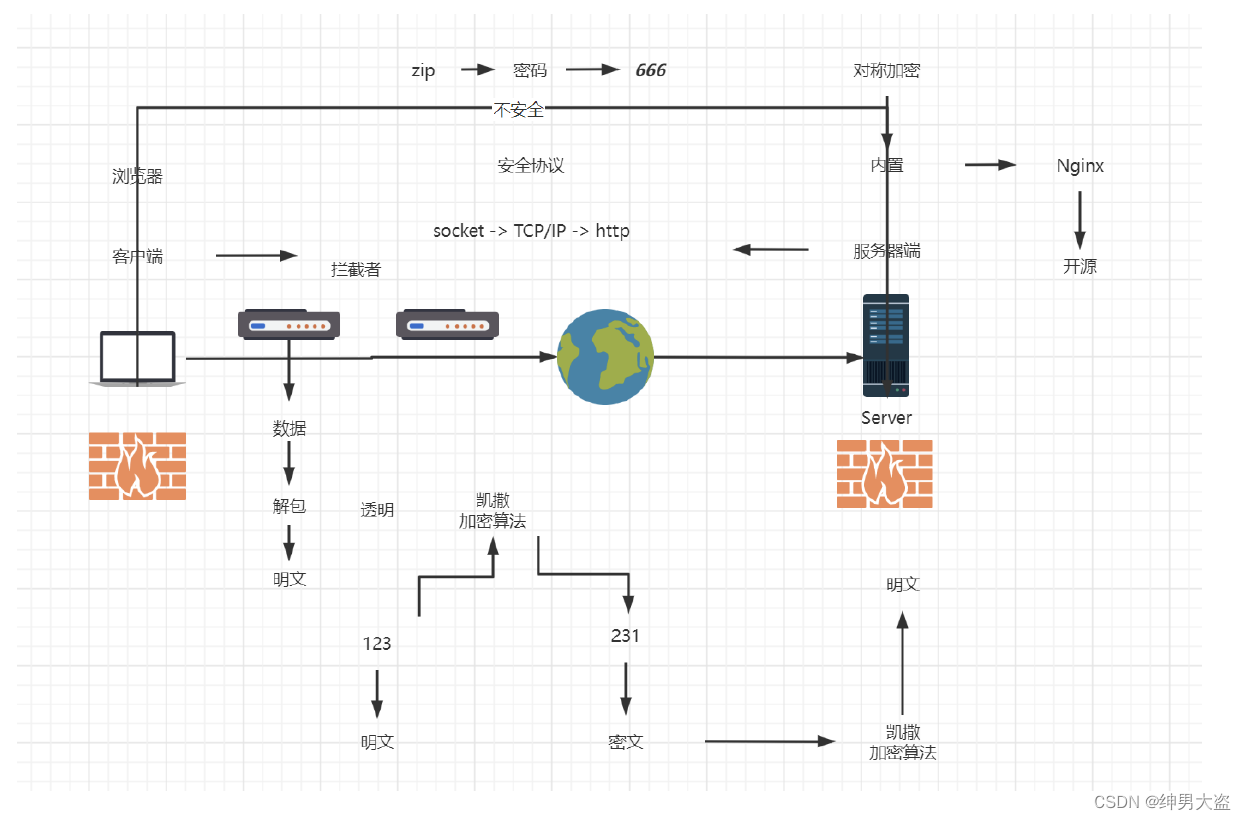 zip
密码
666
对称加密
不安全
安全协议
内置
Nginx
浏览器
socket -> TCP/IP -> http
客户端
服务器端
开源
拦截者
Server
数据
解包
透明
凯撒
加密算法
明文
明文
123
231
明文
密文
凯撒
加密算法
CSDN @绅男大盗